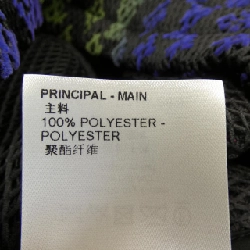 PRINCIPAL - MAIN
主料
100% POLYESTER -
POLYESTER
聚酯纤维